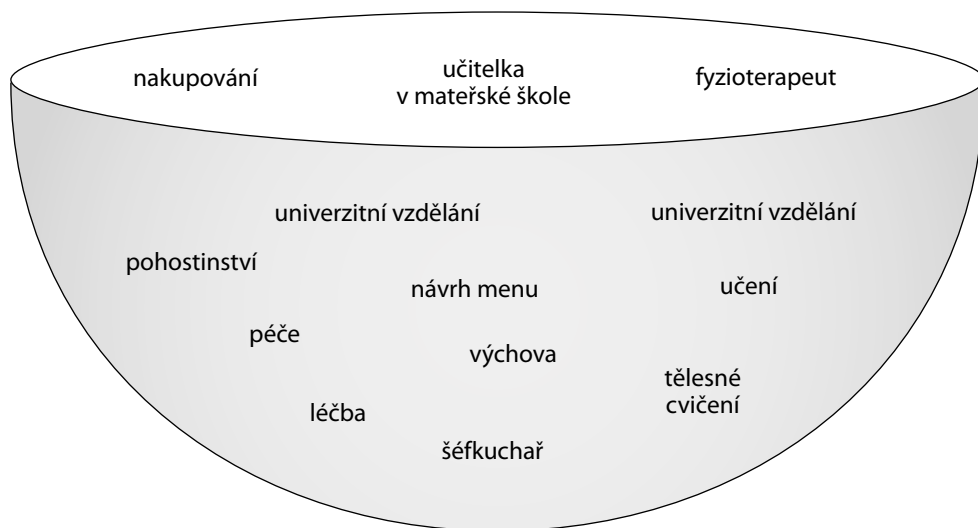 nakupování
učitelka
v mateřské škole
fyzioterapeut
univerzitní vzdělání
univerzitní vzdělání
pohostinství
návrh menu
učení
péče
výchova
tělesné
cvičení
léčba
šéfkuchař